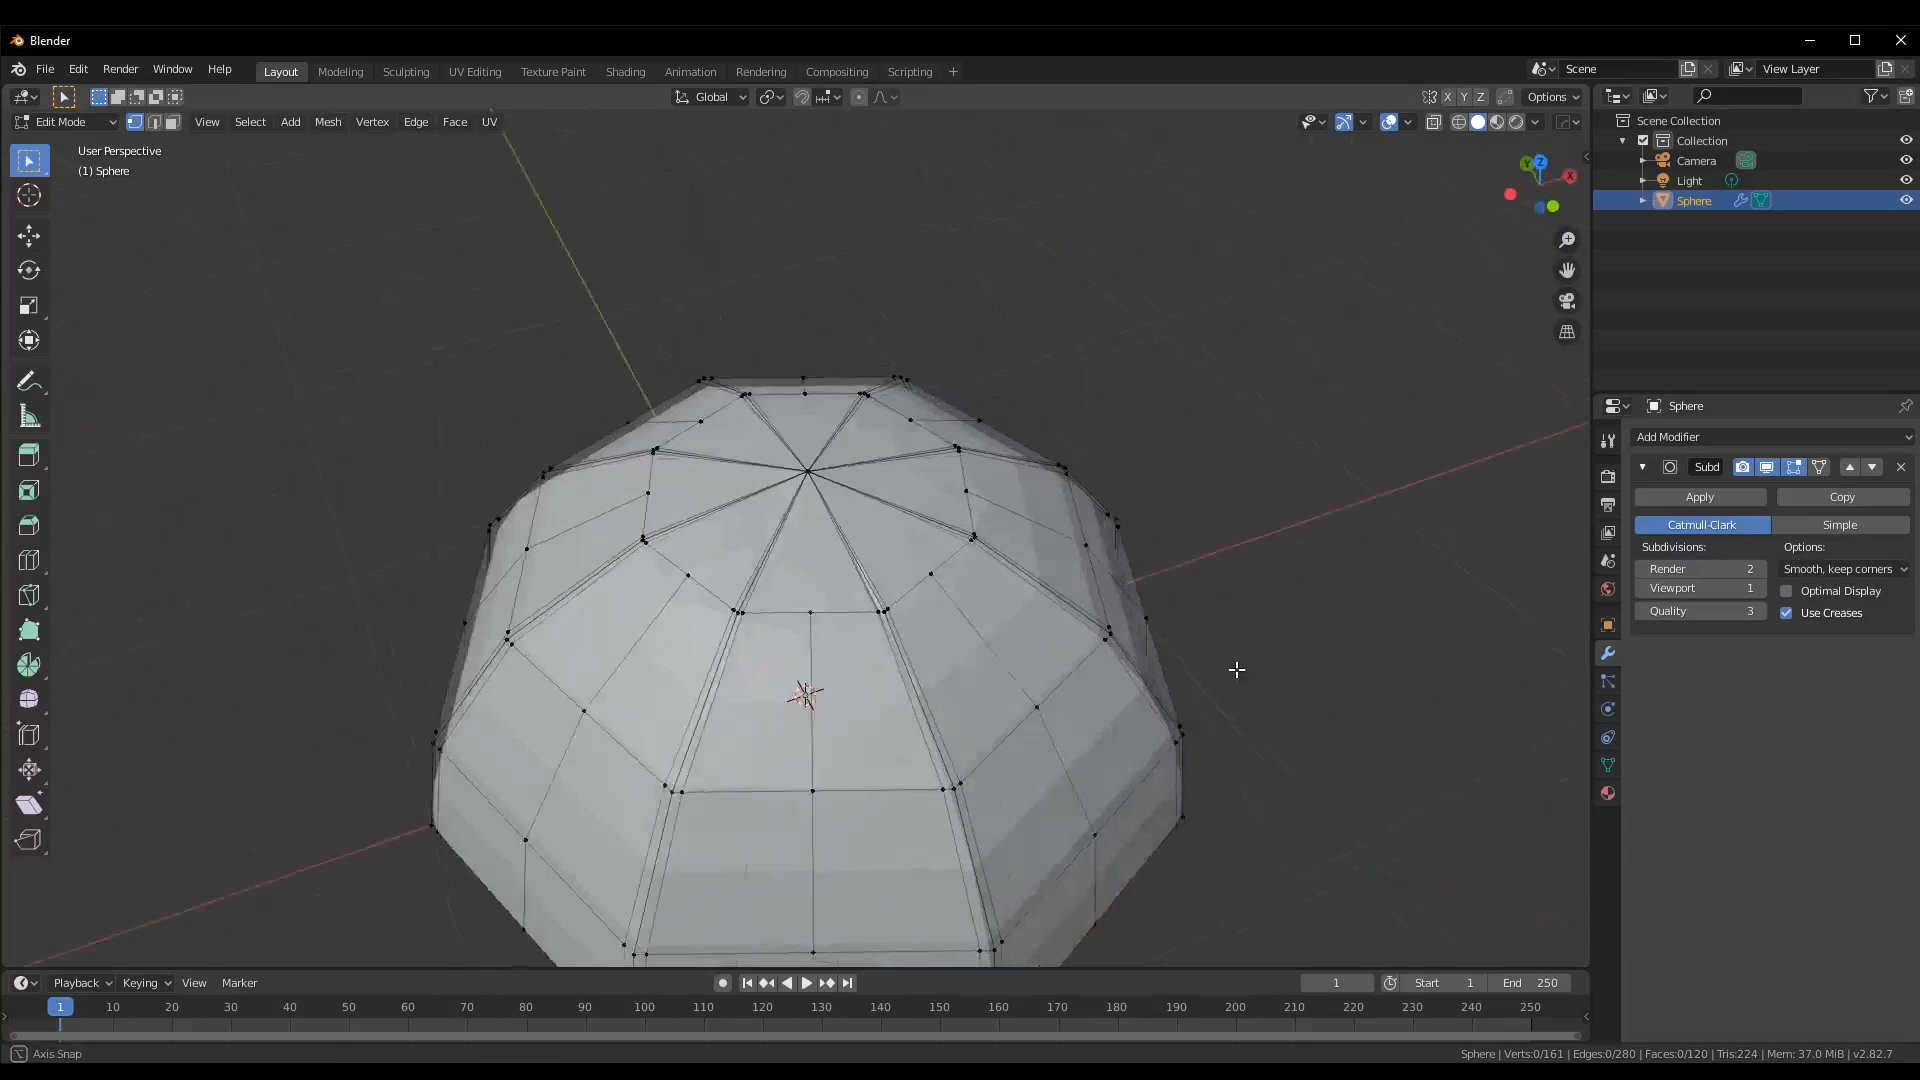 Blender
File Edit Render Window Help Layout Modeling Sculpting UV Editing Texture Paint Shading Animation Rendering Compositing Scripting + Scene View Layer
Global X Y Z Options
Edit Mode View Select Add Mesh Vertex Edge Face UV
Scene Collection
Collection
Camera
Light
Sphere
User Perspective
(1) Sphere
Y Z X
Sphere
Add Modifier
Subd
Apply Copy
Catmull-Clark Simple
Subdivisions: Options:
Render 2 Smooth, keep corners
Viewport 1 Optimal Display
Quality 3 Use Creases
Playback Keying View Marker 1 Start 1 End 250
1 10 20 30 40 50 60 70 80 90 100 110 120 130 140 150 160 170 180 190 200 210 220 230 240 250
Axis Snap Sphere | Verts:0/161 | Edges:0/280 | Faces:0/120 | Tris:224 | Mem: 37.0 MiB | v2.82.7